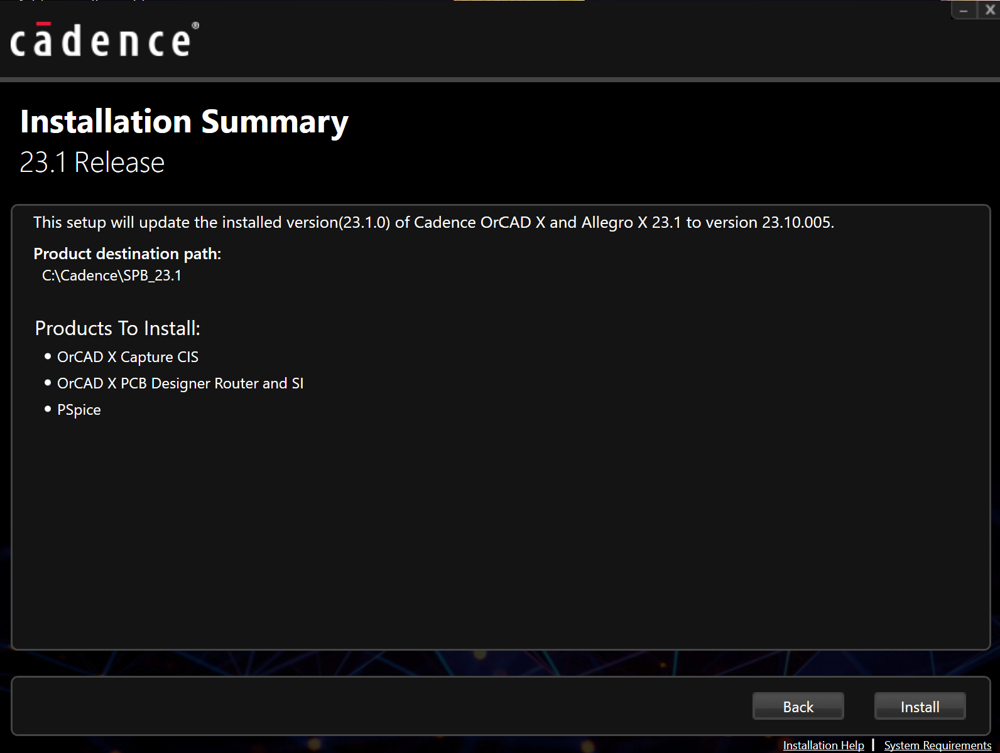 cādence®
Installation Summary
23.1 Release
This setup will update the installed version(23.1.0) of Cadence OrCAD X and Allegro X 23.1 to version 23.10.005.
Product destination path:
C:\Cadence\SPB_23.1
Products To Install:
• OrCAD X Capture CIS
• OrCAD X PCB Designer Router and SI
• PSpice
Back
Install
Installation Help | System Requirements